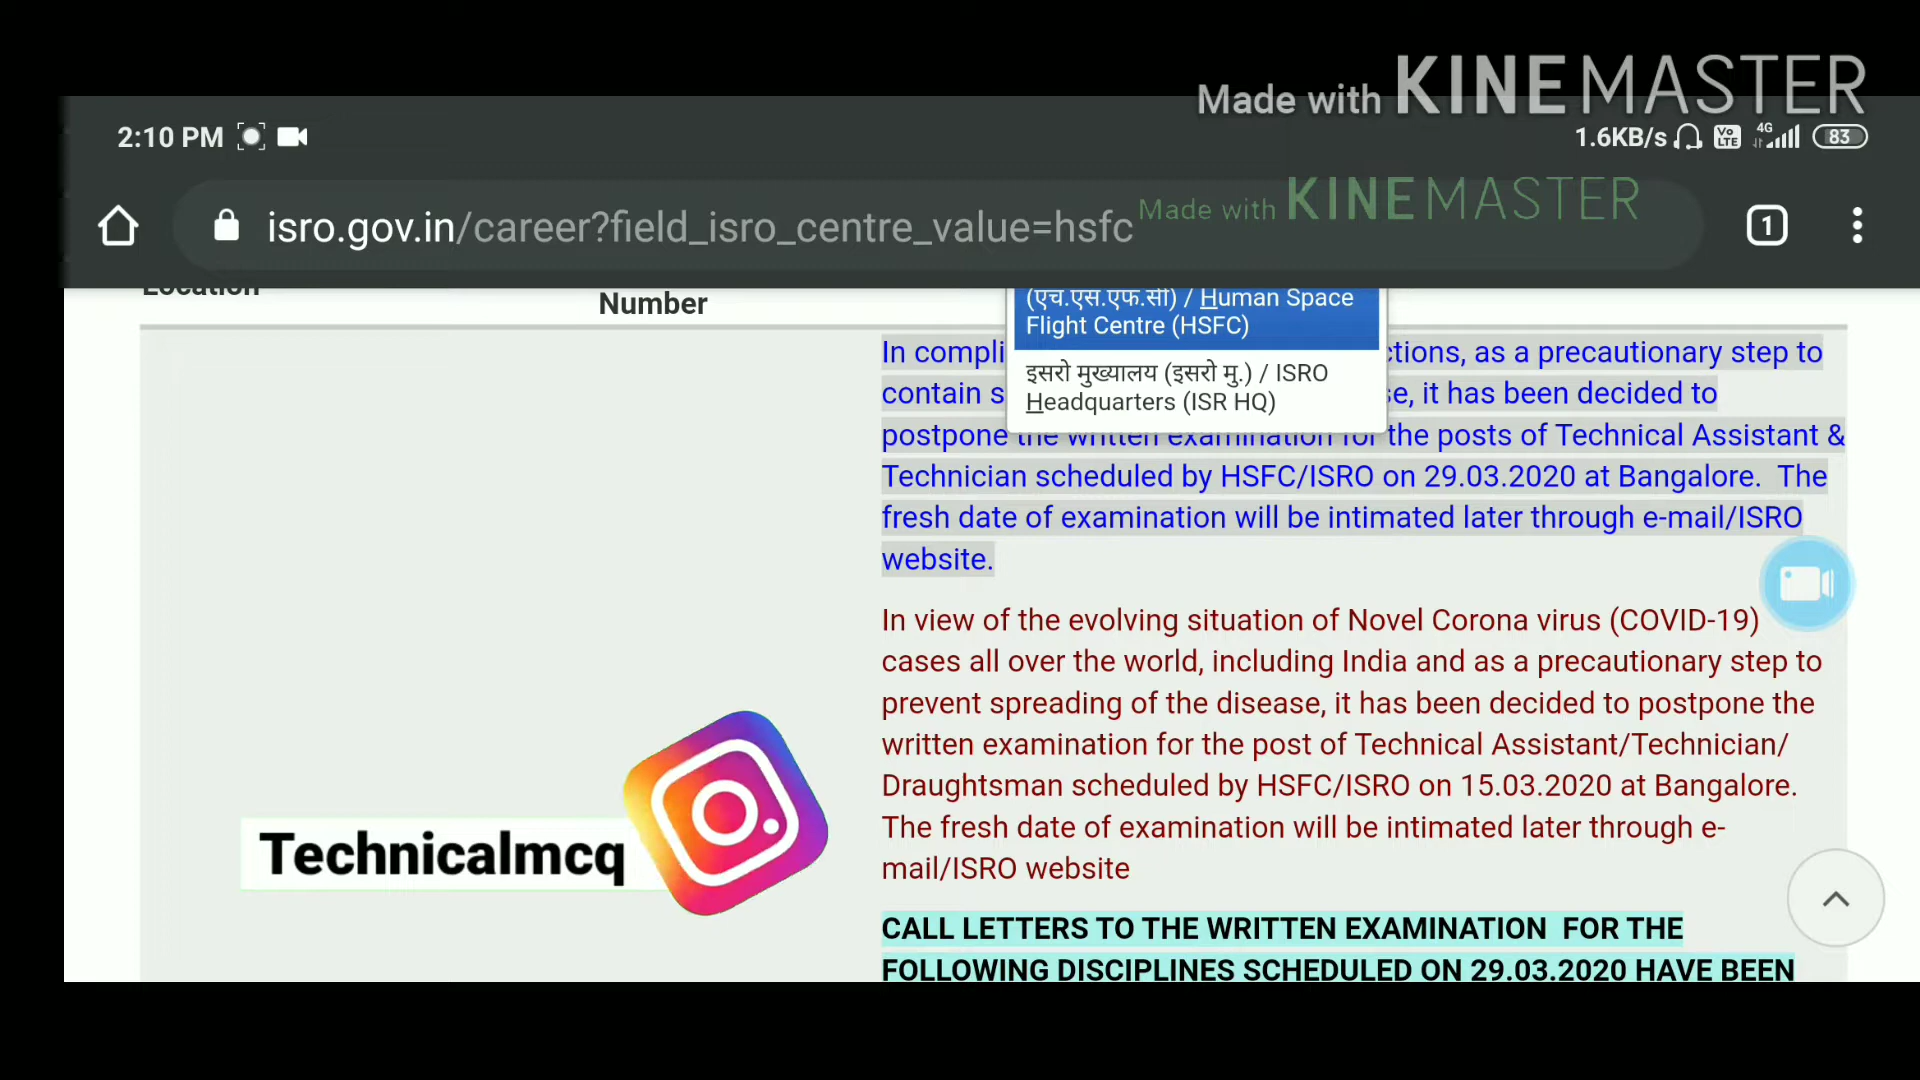 Made with KINEMASTER
2:10 PM 1.6KB/s Vo LTE 4G 83
isro.gov.in/career?field_isro_centre_value=hsfc
Made with KINEMASTER
1
Location
Number
(एच.एस.एफ.सी) / Human Space
Flight Centre (HSFC)
इसरो मुख्यालय (इसरो मु.) / ISRO
Headquarters (ISR HQ)
In compli ctions, as a precautionary step to
contain s e, it has been decided to
postpone the written examination for the posts of Technical Assistant &
Technician scheduled by HSFC/ISRO on 29.03.2020 at Bangalore. The
fresh date of examination will be intimated later through e-mail/ISRO
website.
In view of the evolving situation of Novel Corona virus (COVID-19)
cases all over the world, including India and as a precautionary step to
prevent spreading of the disease, it has been decided to postpone the
written examination for the post of Technical Assistant/Technician/
Draughtsman scheduled by HSFC/ISRO on 15.03.2020 at Bangalore.
The fresh date of examination will be intimated later through e-
mail/ISRO website
Technicalmcq
CALL LETTERS TO THE WRITTEN EXAMINATION FOR THE
FOLLOWING DISCIPLINES SCHEDULED ON 29.03.2020 HAVE BEEN